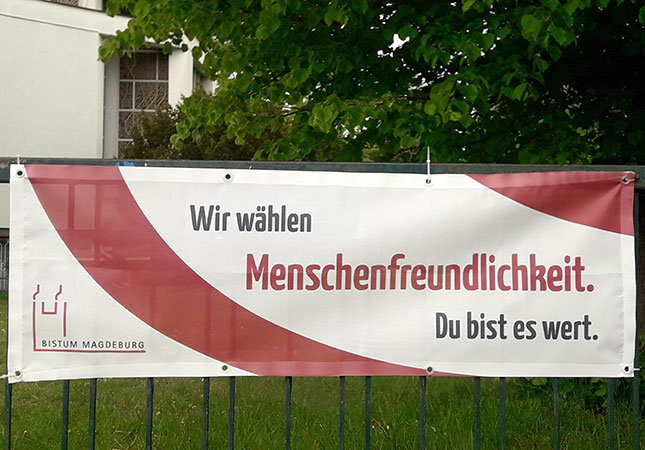 Wir wählen
Menschenfreundlichkeit.
Du bist es wert.
BISTUM MAGDEBURG